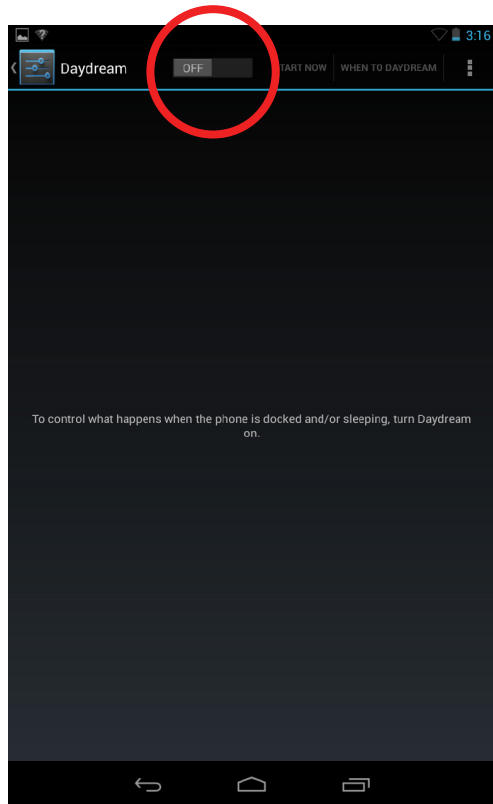 3:16
Daydream OFF TART NOW WHEN TO DAYDREAM
To control what happens when the phone is docked and/or sleeping, turn Daydream
on.